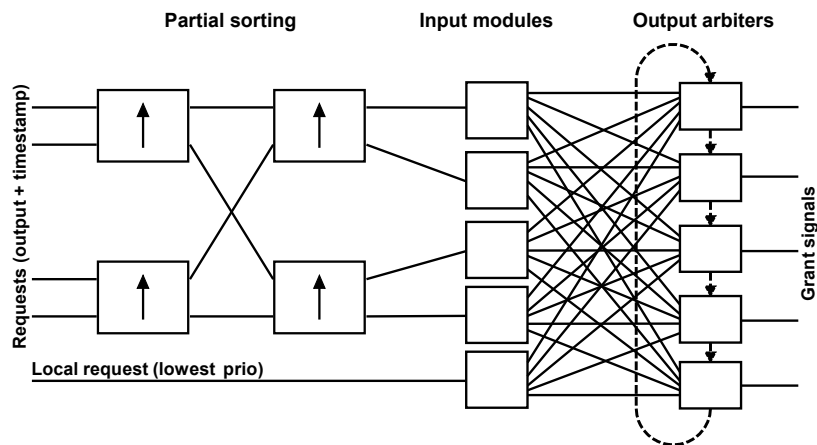 Partial sorting
Input modules
Output arbiters
Requests (output + timestamp)
Local request (lowest prio)
Grant signals